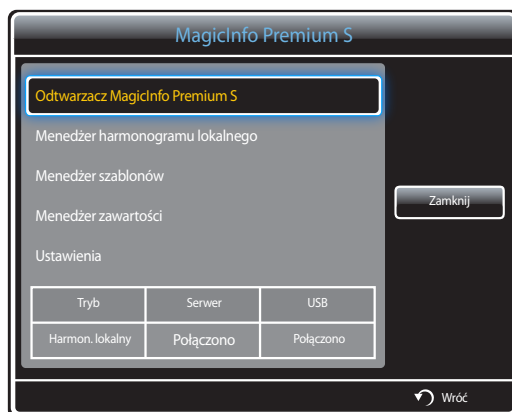 MagicInfo Premium S
Odtwarzacz MagicInfo Premium S
Menedżer harmonogramu lokalnego
Menedżer szablonów
Menedżer zawartości
Ustawienia
Zamknij
Tryb Serwer USB
Harmon. lokalny Połączono Połączono
Wróć